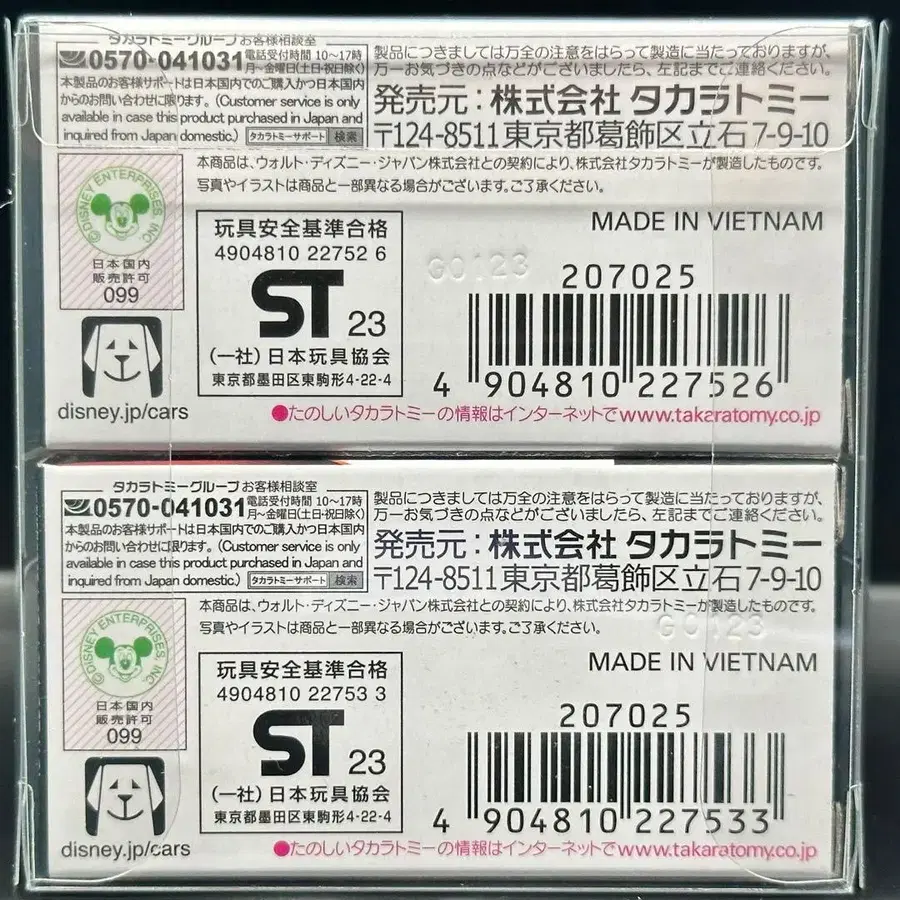 タカラトミーグループ お客様相談室
0570-041031 電話受付時間 10〜17時
月〜金曜日(土日・祝日除く)
本製品のお客様サポートは日本国内でのご購入かつ日本国内
からのお問い合わせに限ります。(Customer service is only
available in case this product purchased in Japan and
inquired from Japan domestic.) タカラトミーサポート 検索
製品につきましては万全の注意をはらって製造に当たっておりますが、
万一お気づきの点などがございましたら、左記までご連絡ください。
発売元：株式会社 タカラトミー
〒124-8511東京都葛飾区立石7-9-10
本商品は、ウォルト・ディズニー・ジャパン株式会社との契約により、株式会社タカラトミーが製造したものです。
写真やイラストは商品と一部異なる場合がございます。ご了承ください。
©DISNEY ENTERPRISES, INC
日本国内
販売許可
099
disney.jp/cars
玩具安全基準合格
4904810 22752 6
ST 23
(一社)日本玩具協会
東京都墨田区東駒形4-22-4
MADE IN VIETNAM
G0123
207025
4 904810 227526
●たのしいタカラトミーの情報はインターネットで www.takaratomy.co.jp
タカラトミーグループ お客様相談室
0570-041031 電話受付時間 10〜17時
月〜金曜日(土日・祝日除く)
本製品のお客様サポートは日本国内でのご購入かつ日本国内
からのお問い合わせに限ります。(Customer service is only
available in case this product purchased in Japan and
inquired from Japan domestic.) タカラトミーサポート 検索
製品につきましては万全の注意をはらって製造に当たっておりますが、
万一お気づきの点などがございましたら、左記までご連絡ください。
発売元：株式会社 タカラトミー
〒124-8511東京都葛飾区立石7-9-10
本商品は、ウォルト・ディズニー・ジャパン株式会社との契約により、株式会社タカラトミーが製造したものです。
写真やイラストは商品と一部異なる場合がございます。ご了承ください。
G0123
©DISNEY ENTERPRISES, INC
日本国内
販売許可
099
disney.jp/cars
玩具安全基準合格
4904810 22753 3
ST 23
(一社)日本玩具協会
東京都墨田区東駒形4-22-4
MADE IN VIETNAM
207025
4 904810 227533
●たのしいタカラトミーの情報はインターネットで www.takaratomy.co.jp